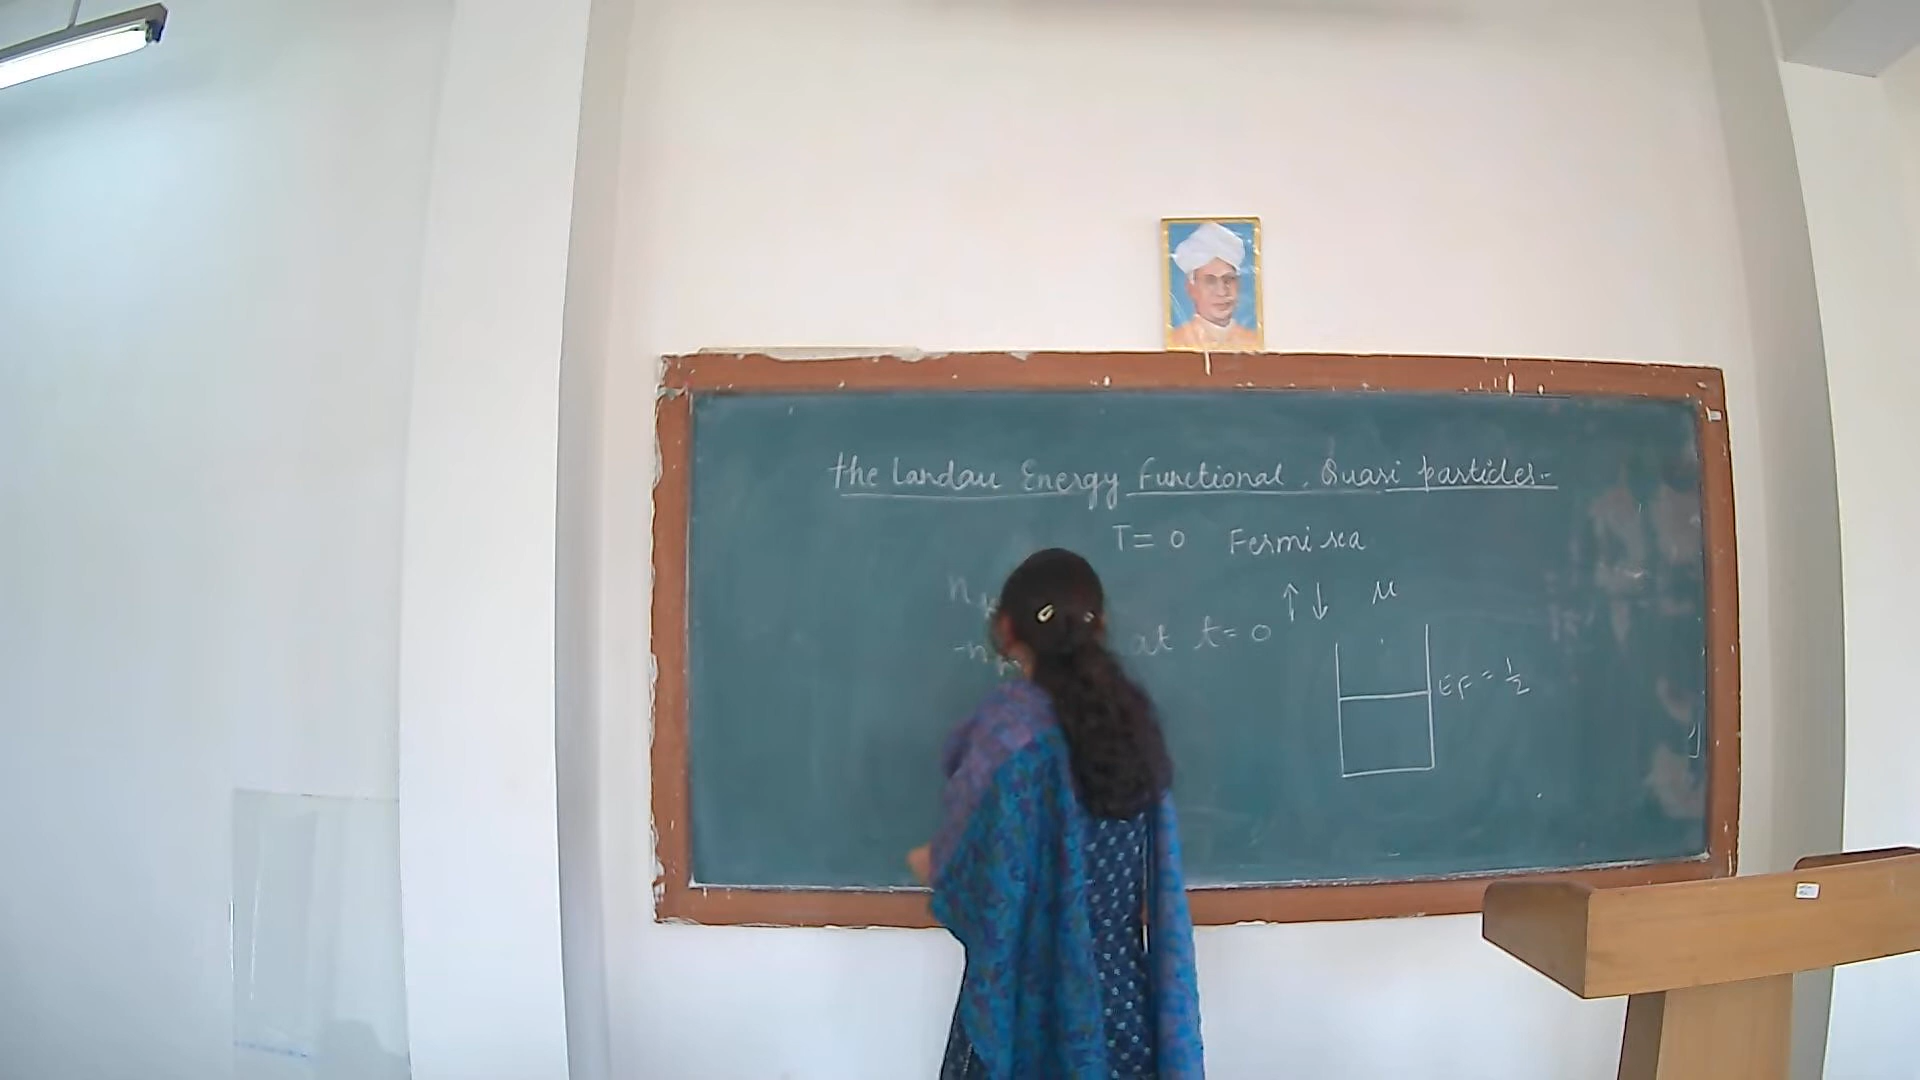 the Landau Energy Functional. Quasi particles.
T = 0 Fermi sea
n ↑ ↓ μ
n at t = 0
EF = 1/2